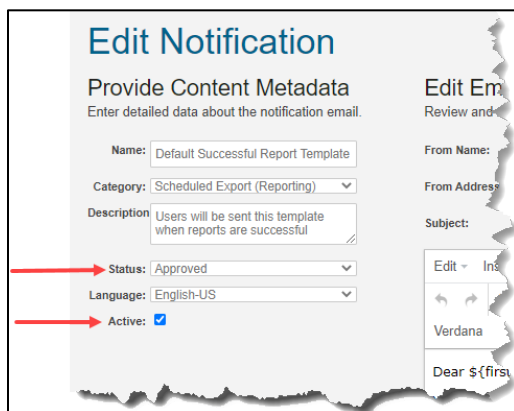 Edit Notification
Provide Content Metadata
Enter detailed data about the notification email.
Name: Default Successful Report Template
Category: Scheduled Export (Reporting)
Description Users will be sent this template
when reports are successful
Status: Approved
Language: English-US
Active:
Edit Em
Review and
From Name:
From Address
Subject:
Edit Ins
Verdana
Dear ${first